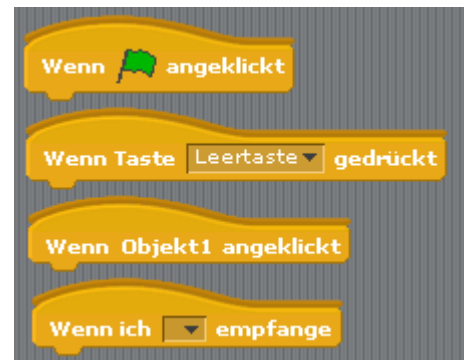 Wenn angeklickt
Wenn Taste Leertaste gedrückt
Wenn Objekt1 angeklickt
Wenn ich empfange